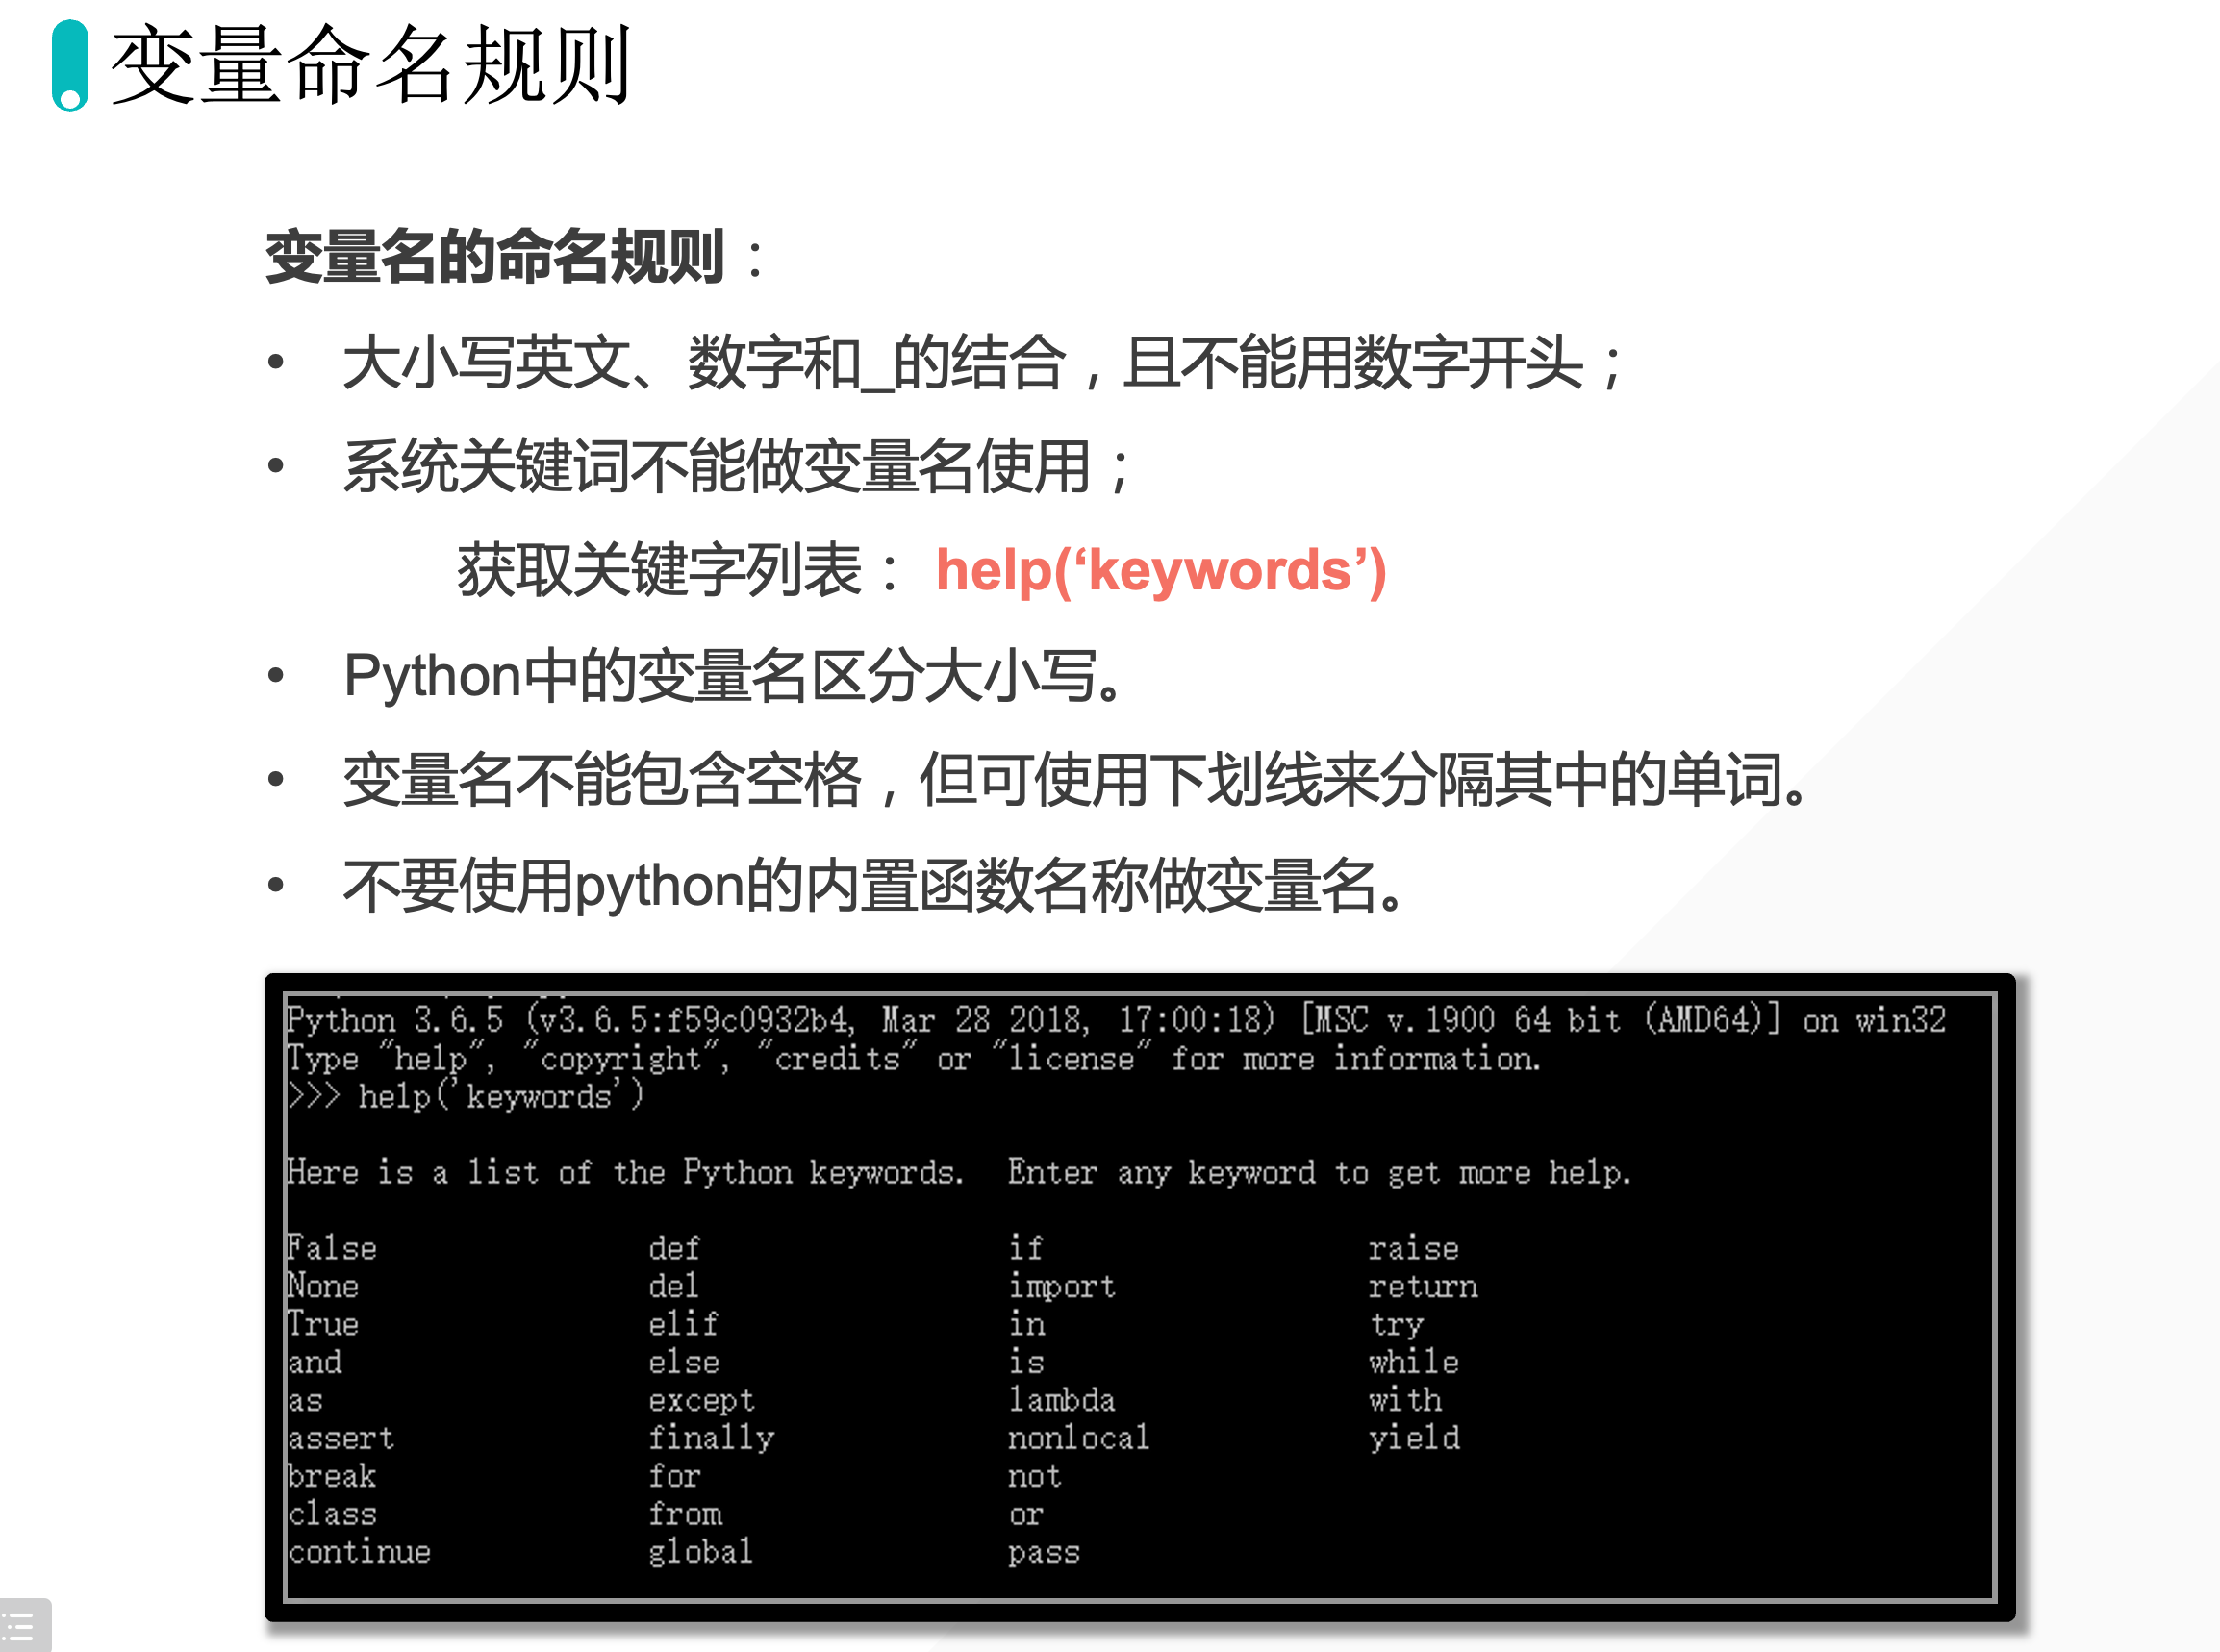 变量命名规则
变量名的命名规则：
• 大小写英文、数字和_的结合，且不能用数字开头；
• 系统关键词不能做变量名使用；
获取关键字列表： help(‘keywords’)
• Python中的变量名区分大小写。
• 变量名不能包含空格，但可使用下划线来分隔其中的单词。
• 不要使用python的内置函数名称做变量名。
Python 3.6.5 (v3.6.5:f59c0932b4, Mar 28 2018, 17:00:18) [MSC v.1900 64 bit (AMD64)] on win32
Type "help", "copyright", "credits" or "license" for more information.
>>> help('keywords')
Here is a list of the Python keywords.  Enter any keyword to get more help.
False def if raise
None del import return
True elif in try
and else is while
as except lambda with
assert finally nonlocal yield
break for not
class from or
continue global pass